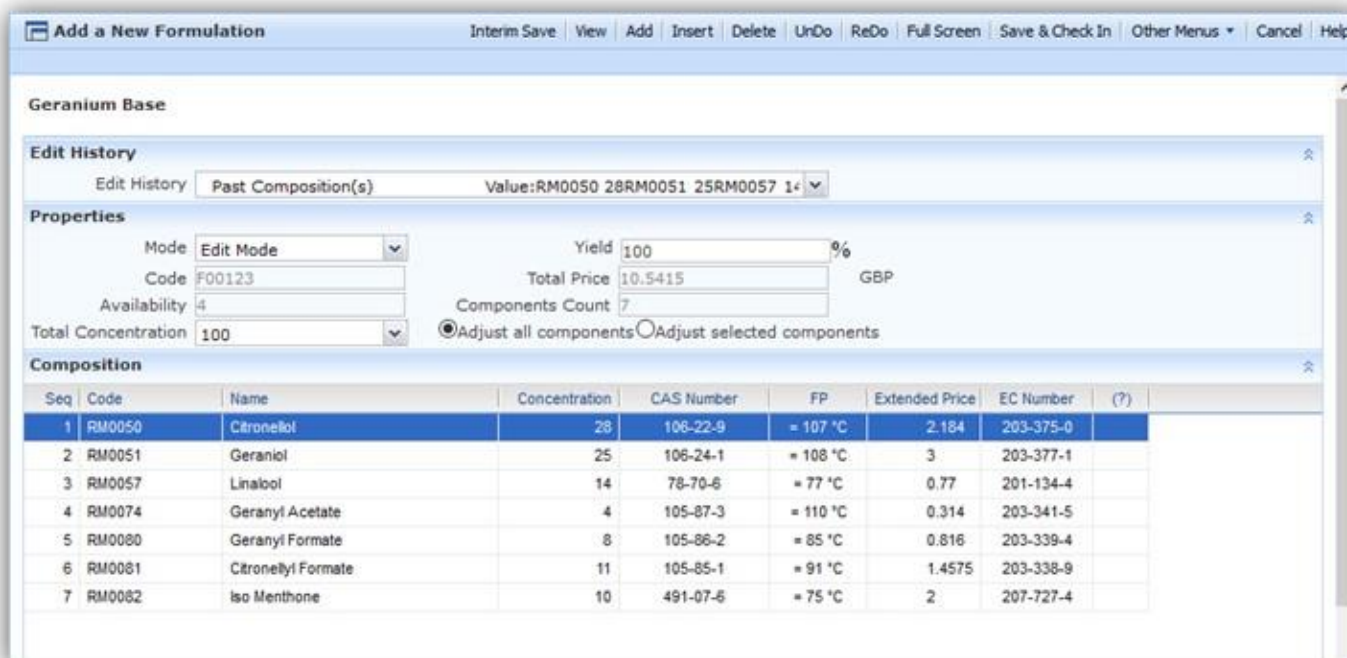 Add a New Formulation Interim Save View Add Insert Delete UnDo ReDo Full Screen Save & Check In Other Menus Cancel Help
Geranium Base
Edit History
Edit History Past Composition(s) Value:RM0050 28RM0051 25RM0057 14
Properties
Mode Edit Mode Yield 100 %
Code F00123 Total Price 10.5415 GBP
Availability 4 Components Count 7
Total Concentration 100 Adjust all components Adjust selected components
Composition
Seq Code Name Concentration CAS Number FP Extended Price EC Number (?)
1 RM0050 Citronellol 28 106-22-9 = 107 °C 2.184 203-375-0
2 RM0051 Geraniol 25 106-24-1 = 108 °C 3 203-377-1
3 RM0057 Linalool 14 78-70-6 = 77 °C 0.77 201-134-4
4 RM0074 Geranyl Acetate 4 105-87-3 = 110 °C 0.314 203-341-5
5 RM0080 Geranyl Formate 8 105-86-2 = 85 °C 0.816 203-339-4
6 RM0081 Citronellyl Formate 11 105-85-1 = 91 °C 1.4575 203-338-9
7 RM0082 Iso Menthone 10 491-07-6 = 75 °C 2 207-727-4